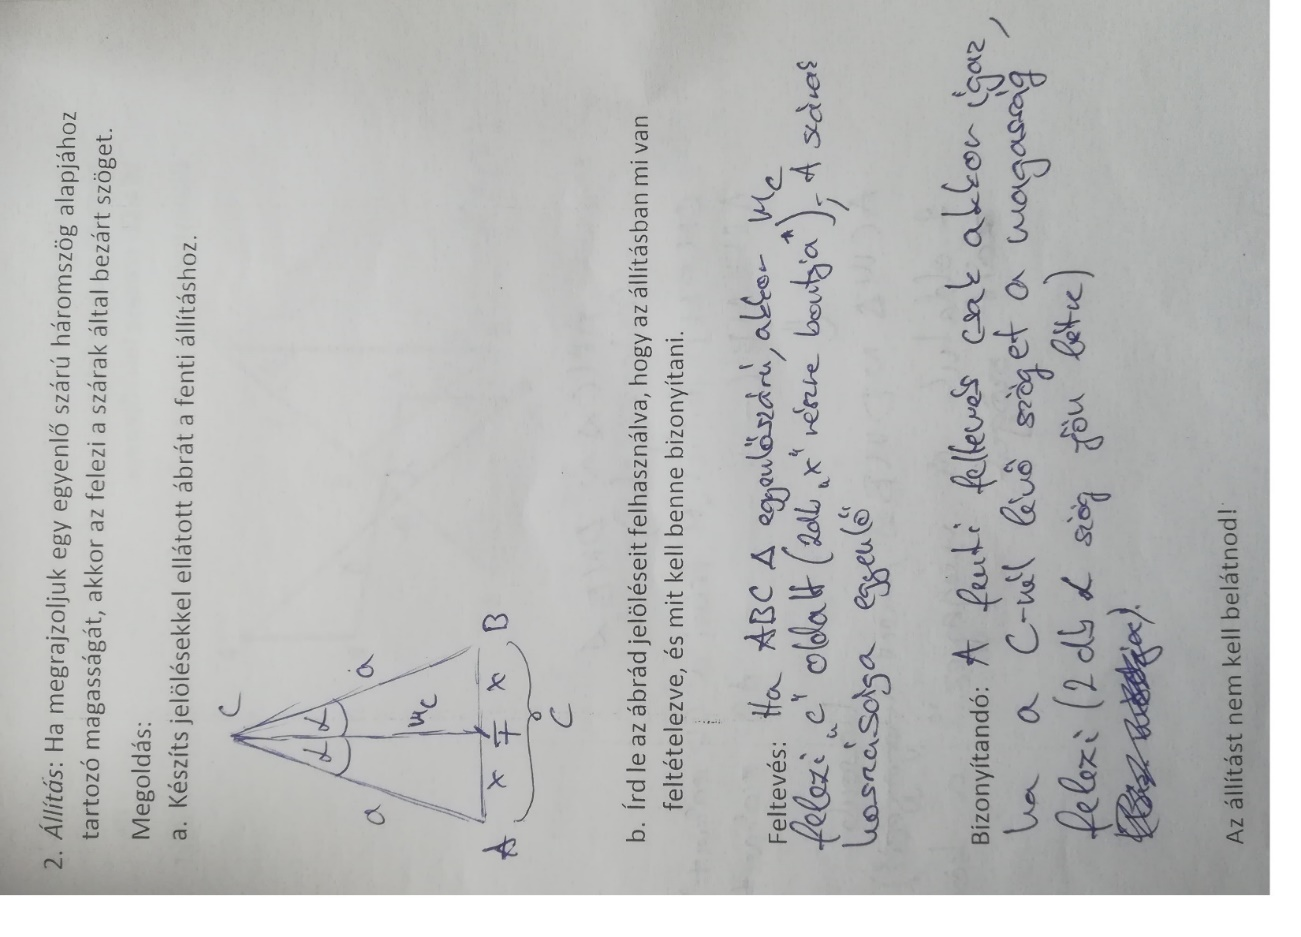 2. Állítás: Ha megrajzoljuk egy egyenlő szárú háromszög alapjához
tartozó magasságát, akkor az felezi a szárak által bezárt szöget.
Megoldás:
a. Készíts jelölésekkel ellátott ábrát a fenti állításhoz.
C
α α
a a
mc
A x F x B
c
b. Írd le az ábrád jelöléseit felhasználva, hogy az állításban mi van
feltételezve, és mit kell benne bizonyítani.
Feltevés: Ha ABC Δ egyenlőszárú, akkor mc
felezi "c" oldalt (2db "x" részre bontja), A szárak
hosszúsága egyenlő
Bizonyítandó: A fenti feltevés csak akkor igaz,
ha a C-nél lévő szöget a magasság
felezi (2 db α szög jön létre)
Az állítást nem kell belátnod!